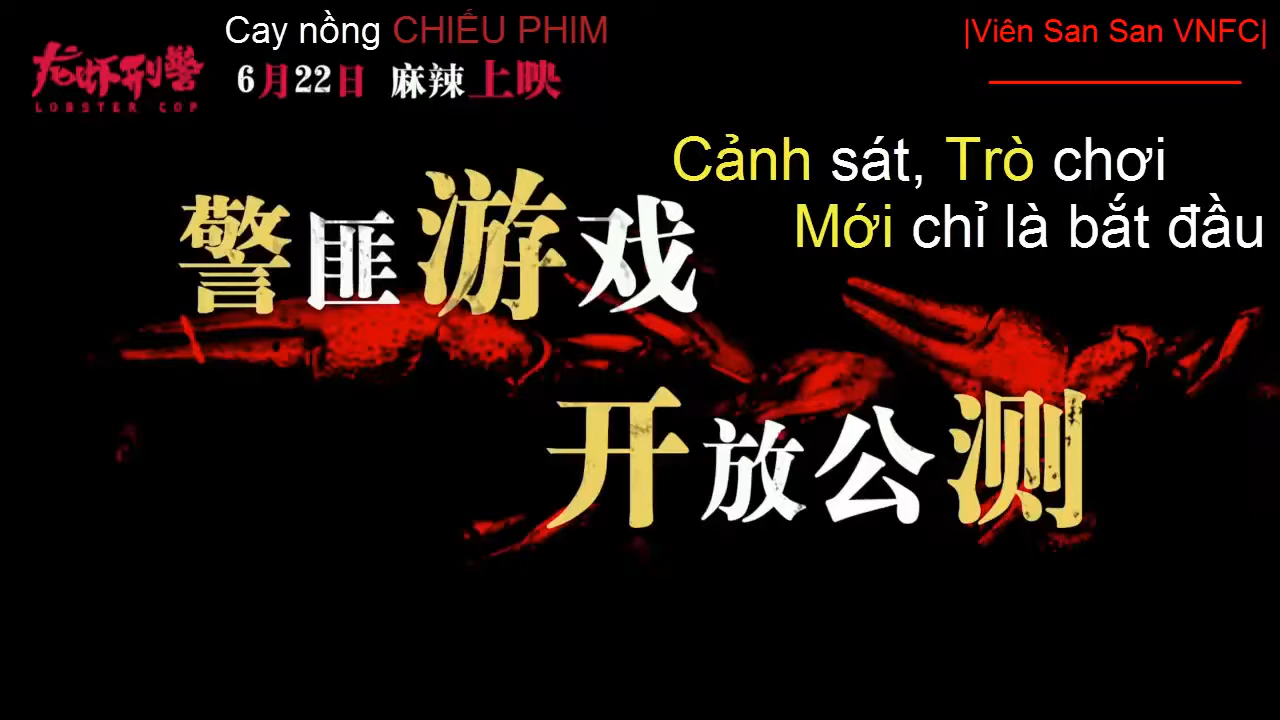 Cay nồng CHIẾU PHIM
|Viên San San VNFC|
龙虾刑警
LOBSTER COP
6月22日 麻辣上映
Cảnh sát, Trò chơi
Mới chỉ là bắt đầu
警匪游戏
开放公测